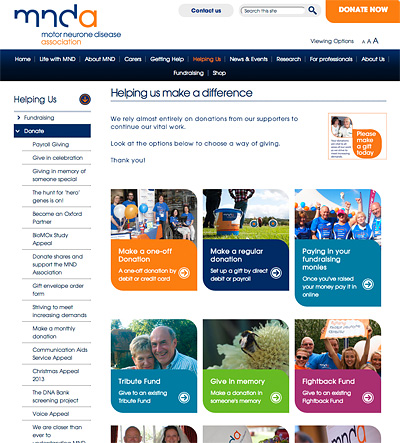 mnda
motor neurone disease
association
Contact us
Search this site
DONATE NOW
Viewing Options A A A
Home Life with MND About MND Carers Getting Help Helping Us News & Events Research For professionals About Us
Fundraising Shop
Helping Us
Fundraising
Donate
Payroll Giving
Give in celebration
Giving in memory of
someone special
The hunt for 'hero'
genes is on!
Become an Oxford
Partner
BioMOx Study
Appeal
Donate shares and
support the MND
Association
Gift envelope order
form
Striving to meet
increasing demands
Make a monthly
donation
Communication Aids
Service Appeal
Christmas Appeal
2013
The DNA Bank
screening project
Voice Appeal
We are closer than
ever to
understanding MND
Helping us make a difference
We rely almost entirely on donations from our supporters to
continue our vital work.
Look at the options below to choose a way of giving.
Thank you!
Please
make a
gift
today
Make a one-off
Donation
A one-off donation by
debit or credit card
mnda
Make a regular
donation
Set up a gift by direct
debit or payroll
Paying in your
fundraising
monies
Once you've raised
your money pay it in
online
Tribute Fund
Give to an existing
Tribute Fund
Give in memory
Make a donation in
someone's memory
Fightback Fund
Give to an existing
Fightback Fund